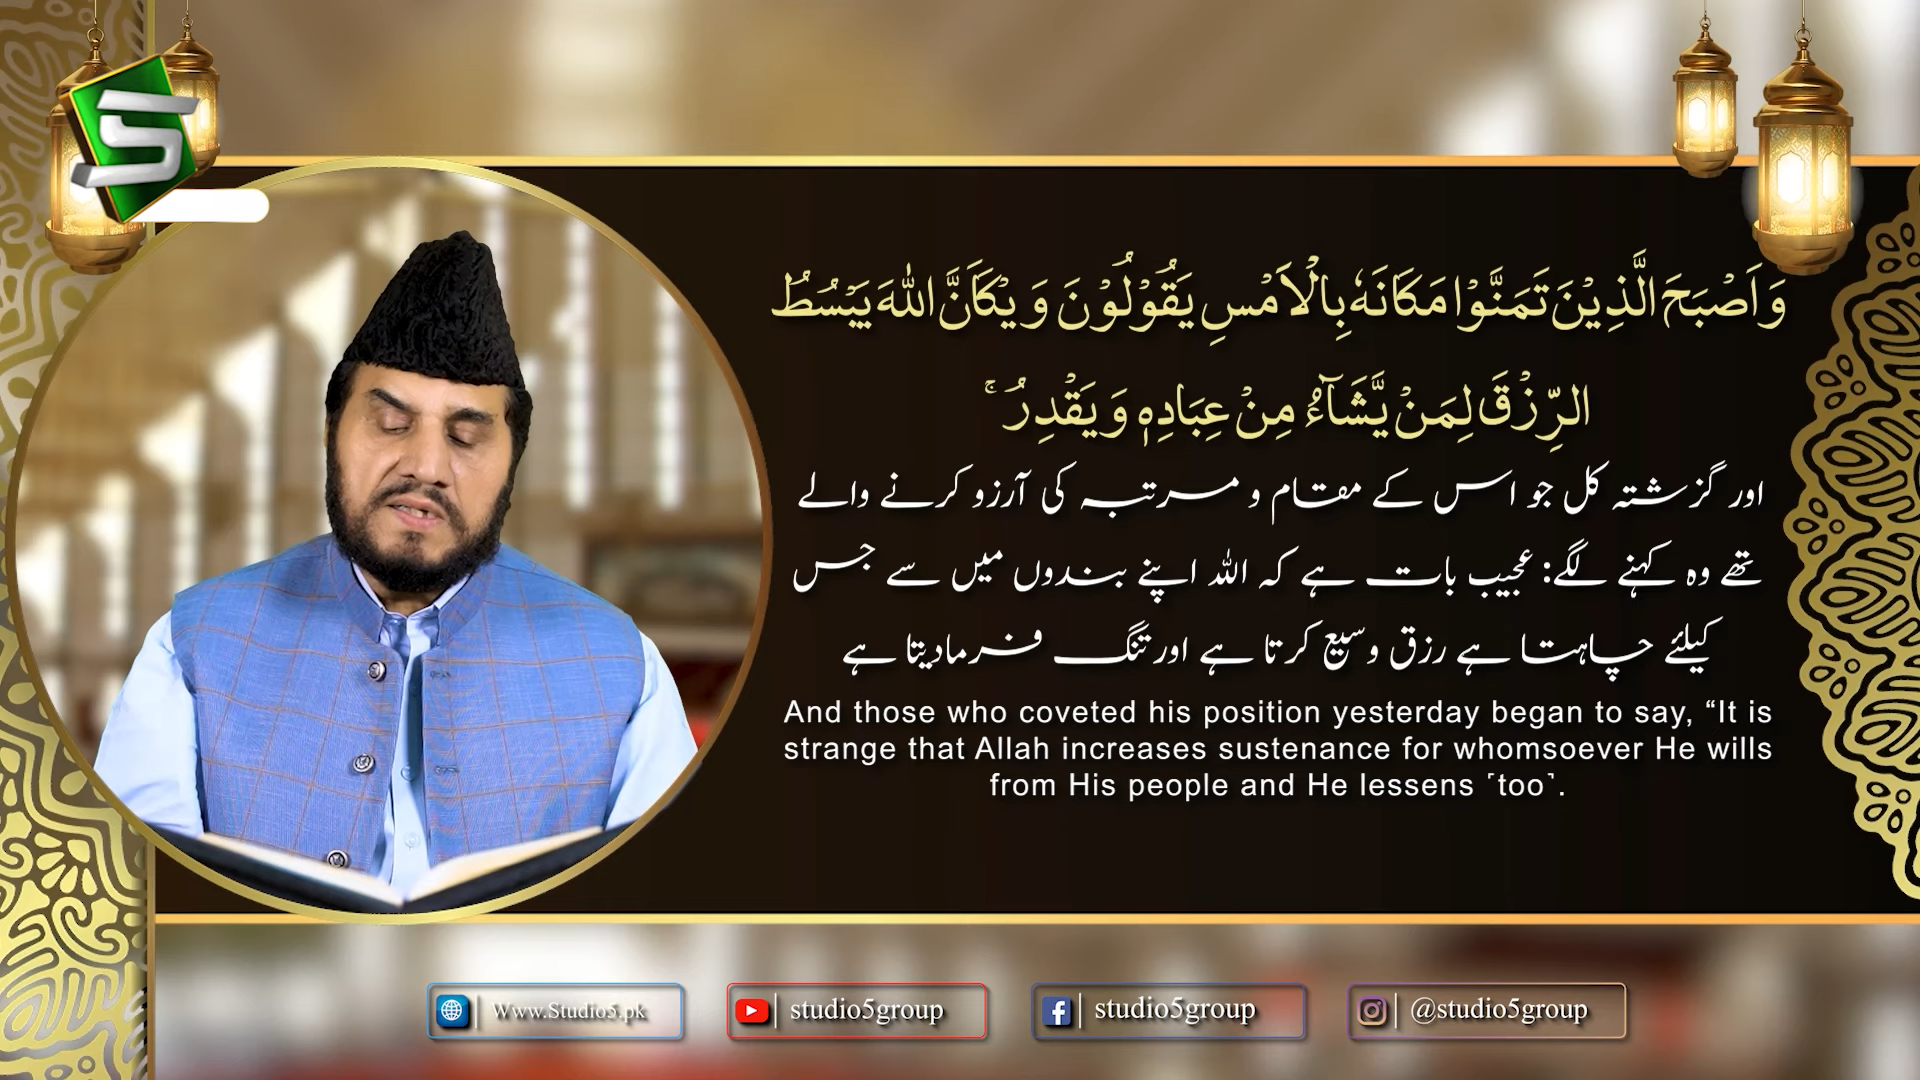 وَ اَصْبَحَ الَّذِیْنَ تَمَنَّوْا مَكَانَهٗ بِالْاَمْسِ یَقُوْلُوْنَ وَ یْكَاَنَّ اللّٰهَ یَبْسُطُ
الرِّزْقَ لِمَنْ یَّشَآءُ مِنْ عِبَادِهٖ وَ یَقْدِرُ ۚ
اور گزشتہ کل جو اس کے مقام و مرتبہ کی آرزو کرنے والے
تھے وہ کہنے لگے: عجیب بات ہے کہ اللہ اپنے بندوں میں سے جس
کیلئے چاہتا ہے رزق وسیع کرتا ہے اور تنگ فرمادیتا ہے
And those who coveted his position yesterday began to say, “It is
strange that Allah increases sustenance for whomsoever He wills
from His people and He lessens ˹too˺.
Www.Studio5.pk
studio5group
studio5group
@studio5group